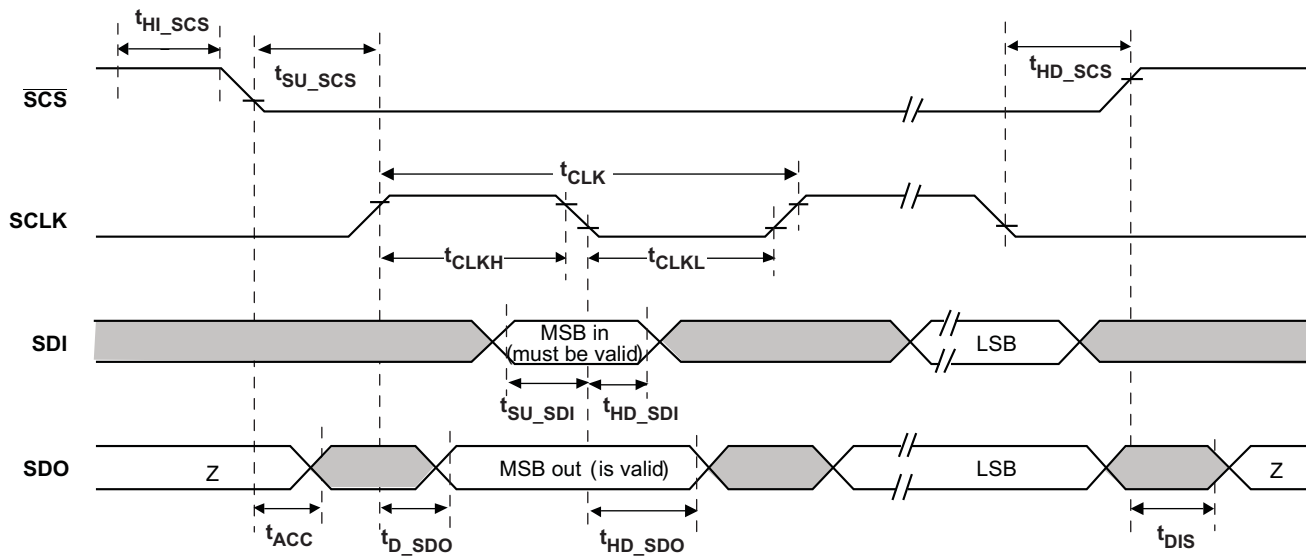 tHI_SCS
tSU_SCS
tHD_SCS
SCS
tCLK
SCLK
tCLKH
tCLKL
SDI
MSB in
(must be valid)
LSB
tSU_SDI
tHD_SDI
SDO
Z
MSB out (is valid)
LSB
Z
tACC
tD_SDO
tHD_SDO
tDIS